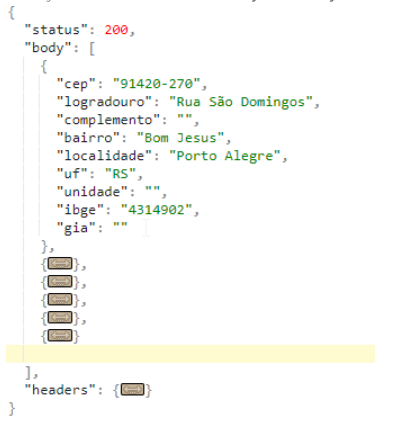 {
"status": 200,
"body": [
{
"cep": "91420-270",
"logradouro": "Rua São Domingos",
"complemento": "",
"bairro": "Bom Jesus",
"localidade": "Porto Alegre",
"uf": "RS",
"unidade": "",
"ibge": "4314902",
"gia": ""
},
{},
{},
{},
{},
{}
],
"headers": {}
}